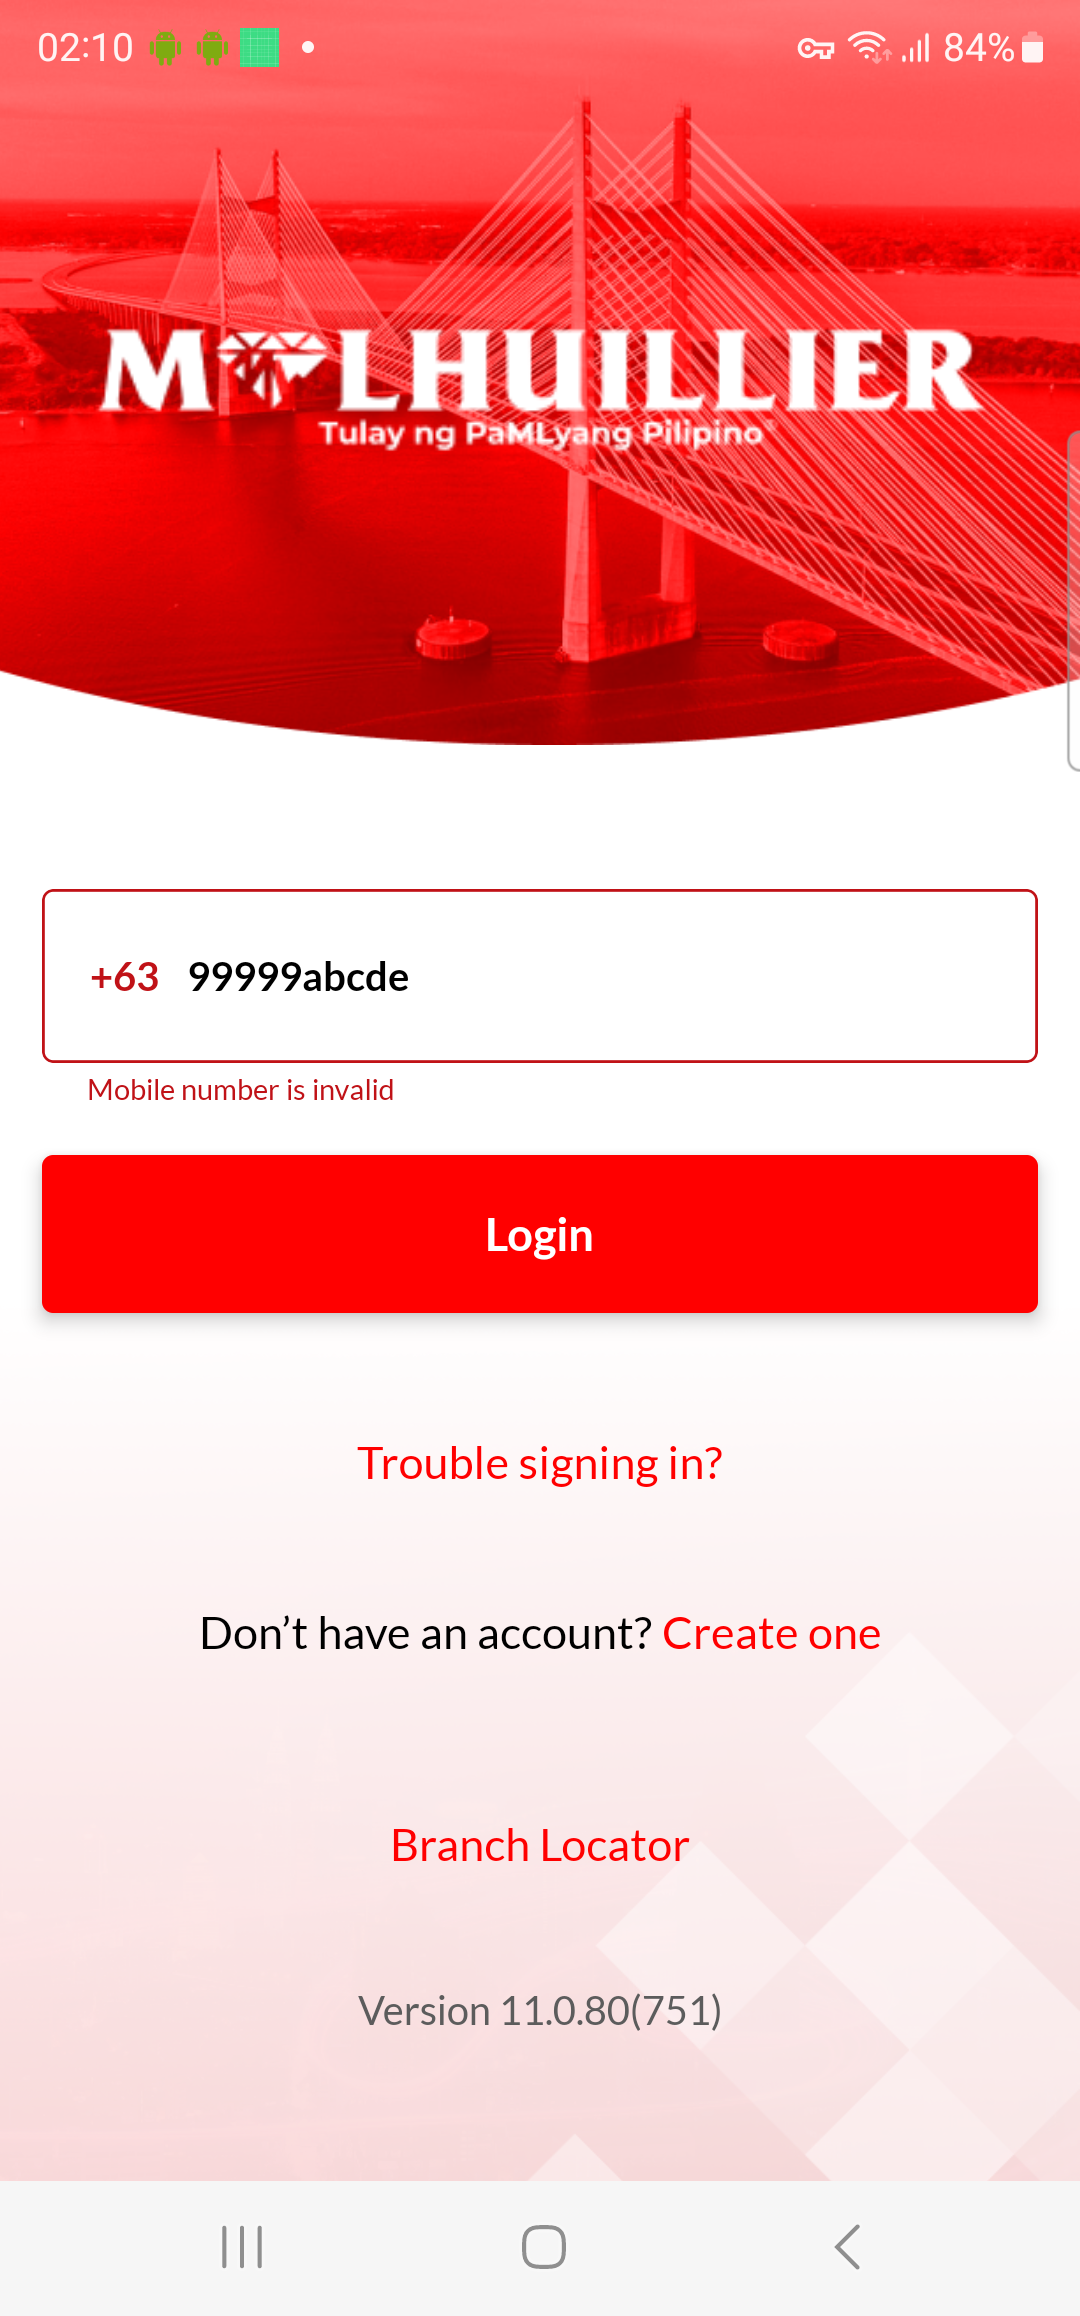 02:10
84%
M LHUILLIER
Tulay ng PaMLyang Pilipino
+63 99999abcde
Mobile number is invalid
Login
Trouble signing in?
Don’t have an account? Create one
Branch Locator
Version 11.0.80(751)